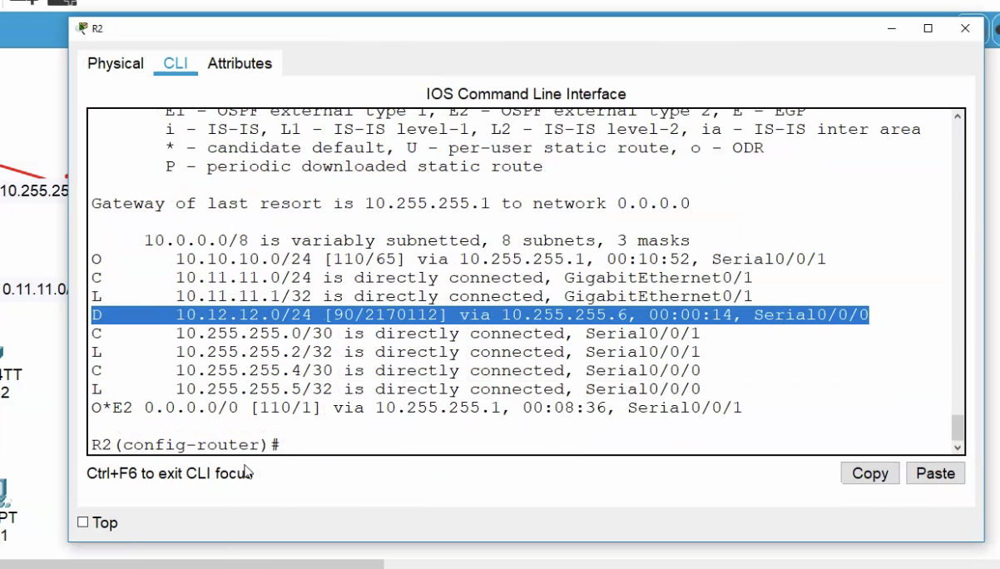 R2
Physical CLI Attributes
IOS Command Line Interface
E1 - OSPF external type 1, E2 - OSPF external type 2, E - EGP
i - IS-IS, L1 - IS-IS level-1, L2 - IS-IS level-2, ia - IS-IS inter area
* - candidate default, U - per-user static route, o - ODR
P - periodic downloaded static route
Gateway of last resort is 10.255.255.1 to network 0.0.0.0
10.0.0.0/8 is variably subnetted, 8 subnets, 3 masks
O 10.10.10.0/24 [110/65] via 10.255.255.1, 00:10:52, Serial0/0/1
C 10.11.11.0/24 is directly connected, GigabitEthernet0/1
L 10.11.11.1/32 is directly connected, GigabitEthernet0/1
D 10.12.12.0/24 [90/2170112] via 10.255.255.6, 00:00:14, Serial0/0/0
C 10.255.255.0/30 is directly connected, Serial0/0/1
L 10.255.255.2/32 is directly connected, Serial0/0/1
C 10.255.255.4/30 is directly connected, Serial0/0/0
L 10.255.255.5/32 is directly connected, Serial0/0/0
O*E2 0.0.0.0/0 [110/1] via 10.255.255.1, 00:08:36, Serial0/0/1
R2(config-router)#
Ctrl+F6 to exit CLI focus
Copy Paste
Top
10.255.25
0.11.11.0/
4TT
2
PT
1